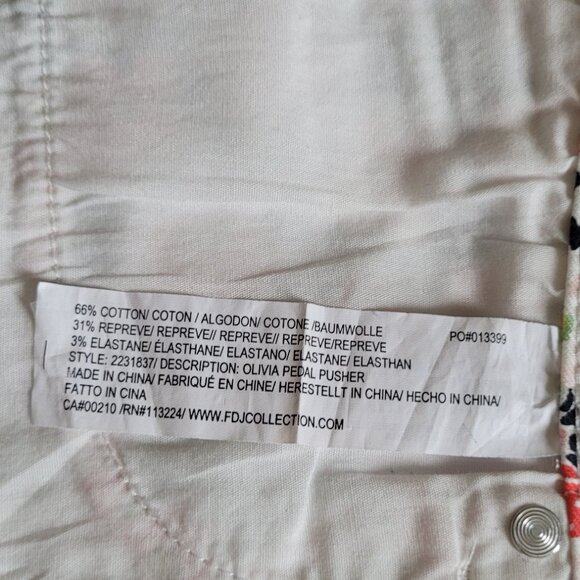 66% COTTON/ COTON / ALGODON/ COTONE /BAUMWOLLE PO#013399
31% REPREVE/ REPREVE// REPREVE// REPREVE/REPREVE
3% ELASTANE/ ÉLASTHANE/ ELASTANO/ ELASTANE/ ELASTHAN
STYLE: 2231837/ DESCRIPTION: OLIVIA PEDAL PUSHER
MADE IN CHINA/ FABRIQUÉ EN CHINE/ HERESTELLT IN CHINA/ HECHO IN CHINA/
FATTO IN CINA
CA#00210 /RN#113224/ WWW.FDJCOLLECTION.COM